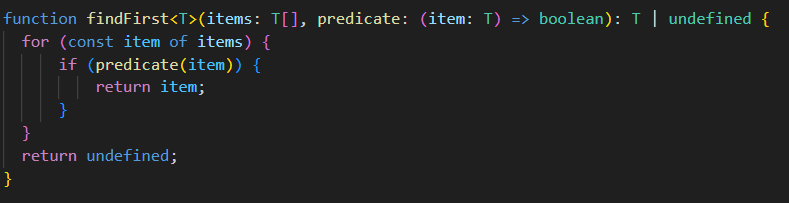 function findFirst<T>(items: T[], predicate: (item: T) => boolean): T | undefined {
  for (const item of items) {
    if (predicate(item)) {
      return item;
    }
  }
  return undefined;
}